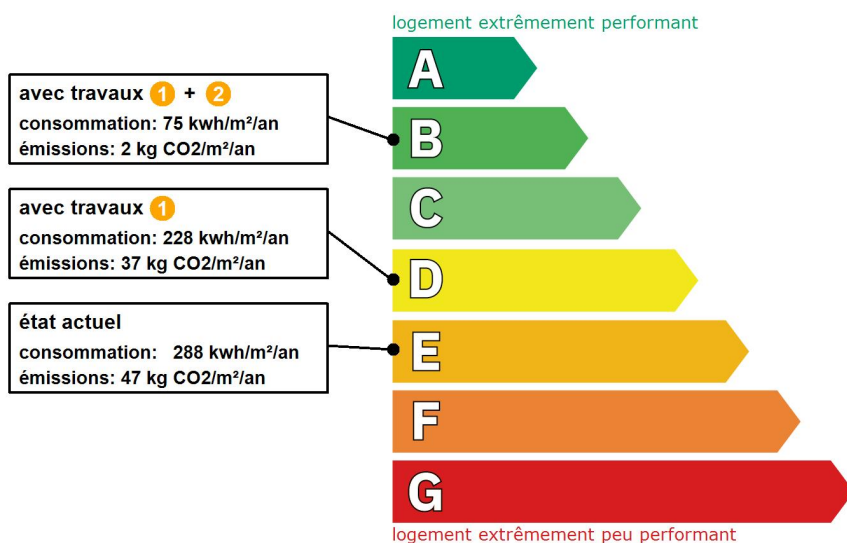 logement extrêmement performant
A
avec travaux 1 + 2
consommation: 75 kwh/m²/an
émissions: 2 kg CO2/m²/an
B
avec travaux 1
consommation: 228 kwh/m²/an
émissions: 37 kg CO2/m²/an
C
D
état actuel
consommation: 288 kwh/m²/an
émissions: 47 kg CO2/m²/an
E
F
G
logement extrêmement peu performant